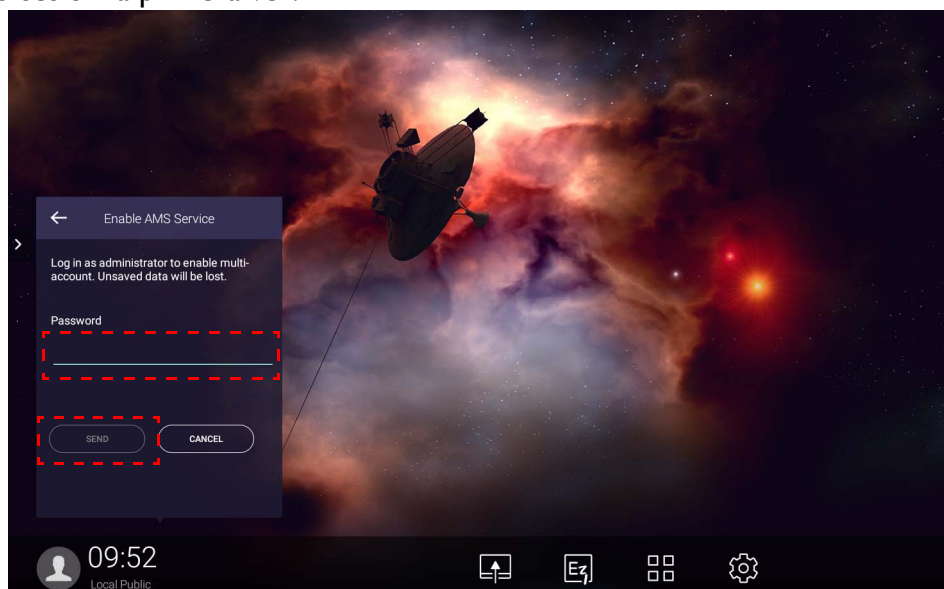 Enable AMS Service
Log in as administrator to enable multi-
account. Unsaved data will be lost.
Password
SEND
CANCEL
09:52
Local Public